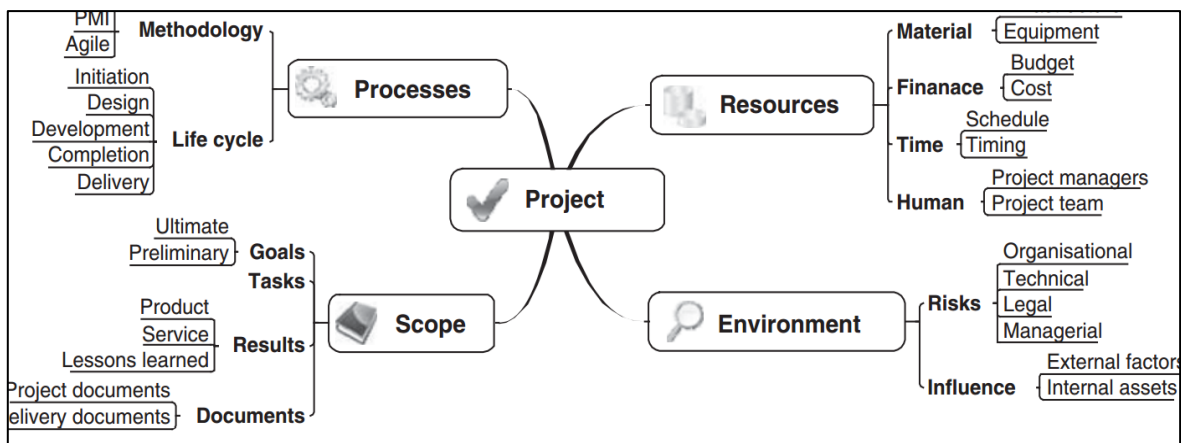 PMI
Agile
Methodology
Initiation
Design
Development
Completion
Delivery
Life cycle
Processes
Material
Equipment
Finanace
Budget
Cost
Time
Schedule
Timing
Human
Project managers
Project team
Resources
Project
Ultimate
Preliminary
Goals
Tasks
Product
Service
Lessons learned
Results
Project documents
elivery documents
Documents
Scope
Environment
Risks
Organisational
Technical
Legal
Managerial
Influence
External factors
Internal assets